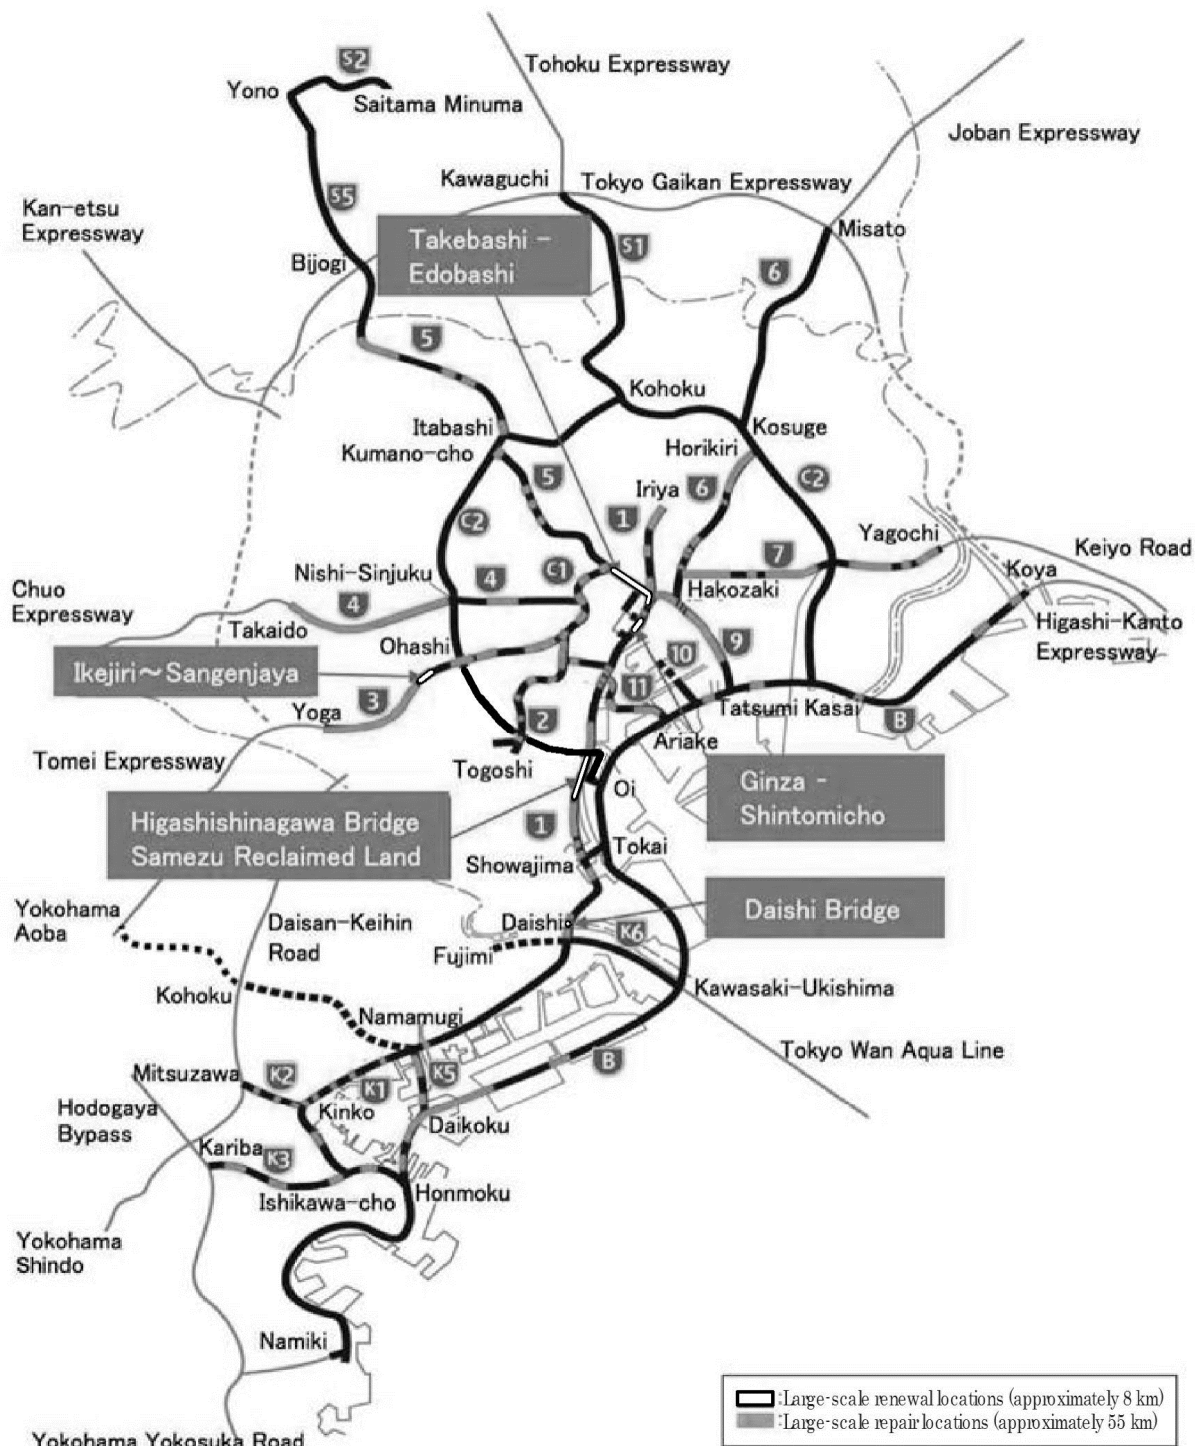 S2
Yono
Saitama Minuma
Tohoku Expressway
Joban Expressway
Kawaguchi
Tokyo Gaikan Expressway
S5
Kan-etsu
Expressway
Takebashi -
Edobashi
S1
Misato
6
Bijogi
5
Kohoku
Itabashi
Kumano-cho
Kosuge
Horikiri
5
Iriya
6
C2
1
C2
Yagochi
Keiyo Road
7
Nishi-Sinjuku
4
C1
Koya
Chuo
Expressway
4
Hakozaki
Takaido
Higashi-Kanto
Expressway
Ohashi
9
10
Ikejiri~Sangenjaya
11
3
Yoga
2
Tatsumi
Kasai
B
Ariake
Tomei Expressway
Togoshi
Oi
Ginza -
Shintomicho
Higashishinagawa Bridge
Samezu Reclaimed Land
1
Tokai
Showajima
Daishi Bridge
Yokohama
Aoba
Daisan-Keihin
Road
Daishi
K6
Fujimi
Kohoku
Kawasaki-Ukishima
Namamugi
Tokyo Wan Aqua Line
B
Mitsuzawa
K2
K1
K5
Hodogaya
Bypass
Kinko
Daikoku
Kariba
K3
Ishikawa-cho
Honmoku
Yokohama
Shindo
Namiki
:Large-scale renewal locations (approximately 8 km)
:Large-scale repair locations (approximately 55 km)
Yokohama Yokosuka Road